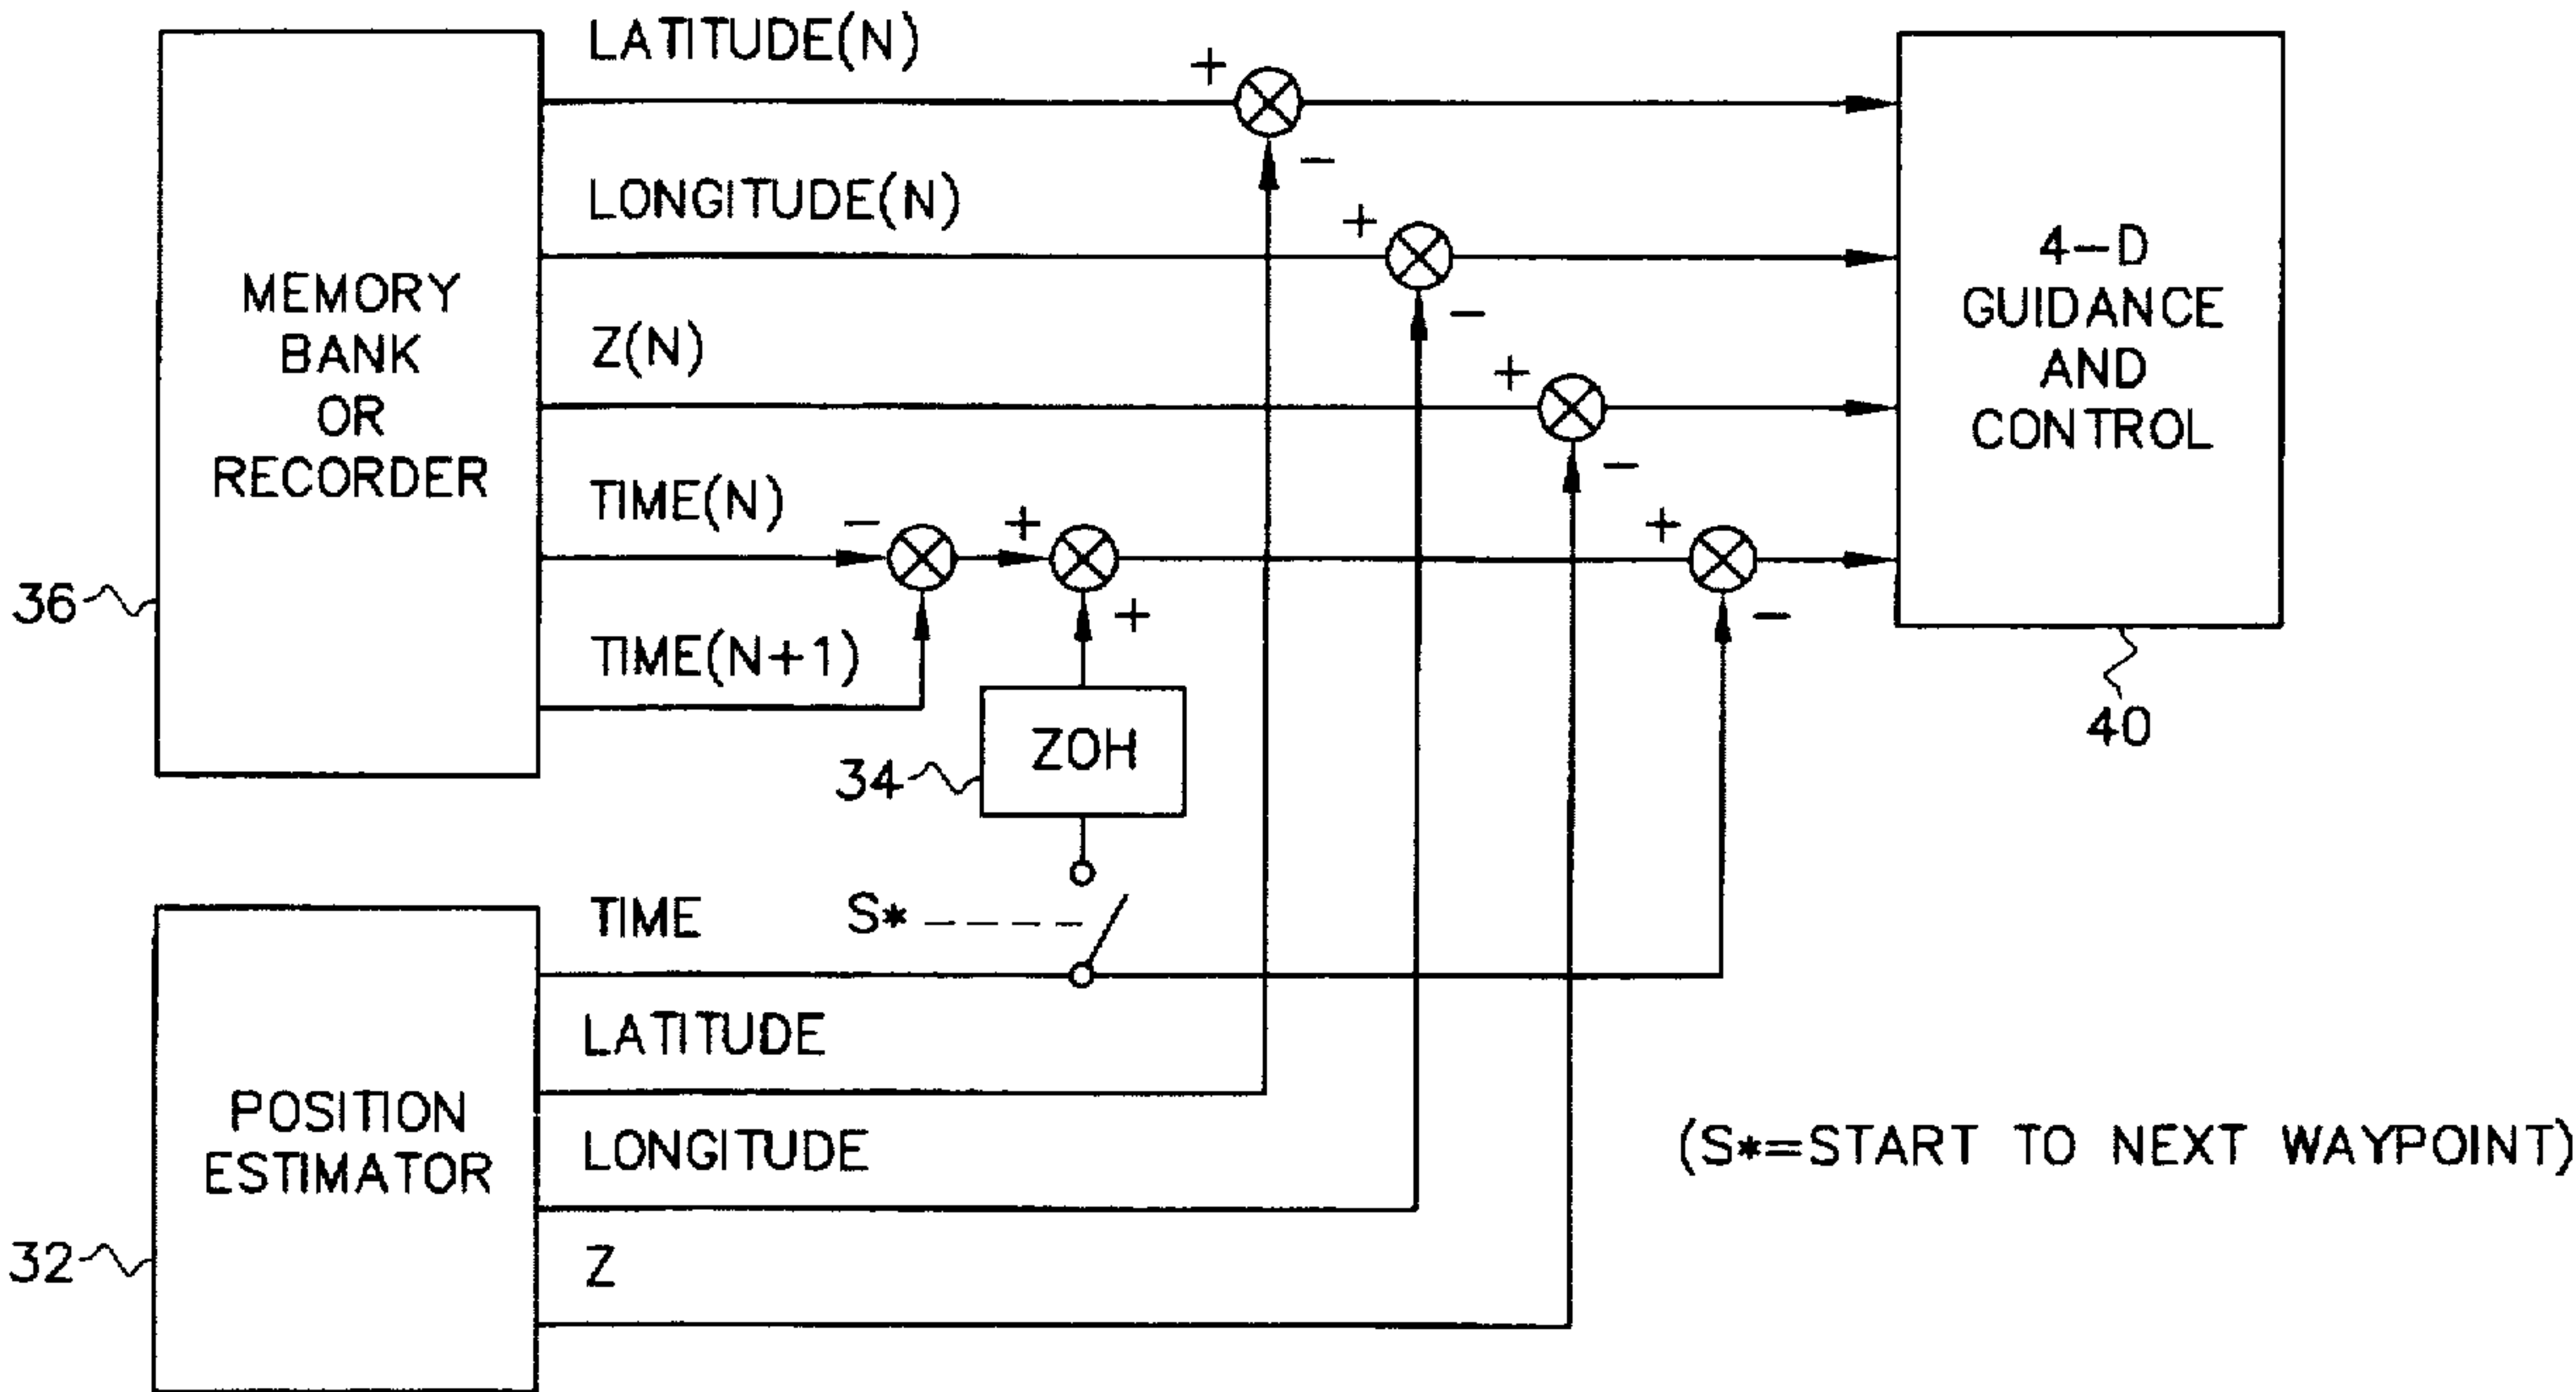 LATITUDE(N)
+
−
LONGITUDE(N)
+
−
Z(N)
+
−
TIME(N)
−
+
+
+
−
TIME(N+1)
MEMORY
BANK
OR
RECORDER
36
4−D
GUIDANCE
AND
CONTROL
40
ZOH
34
S*
TIME
LATITUDE
LONGITUDE
Z
POSITION
ESTIMATOR
32
(S*=START TO NEXT WAYPOINT)